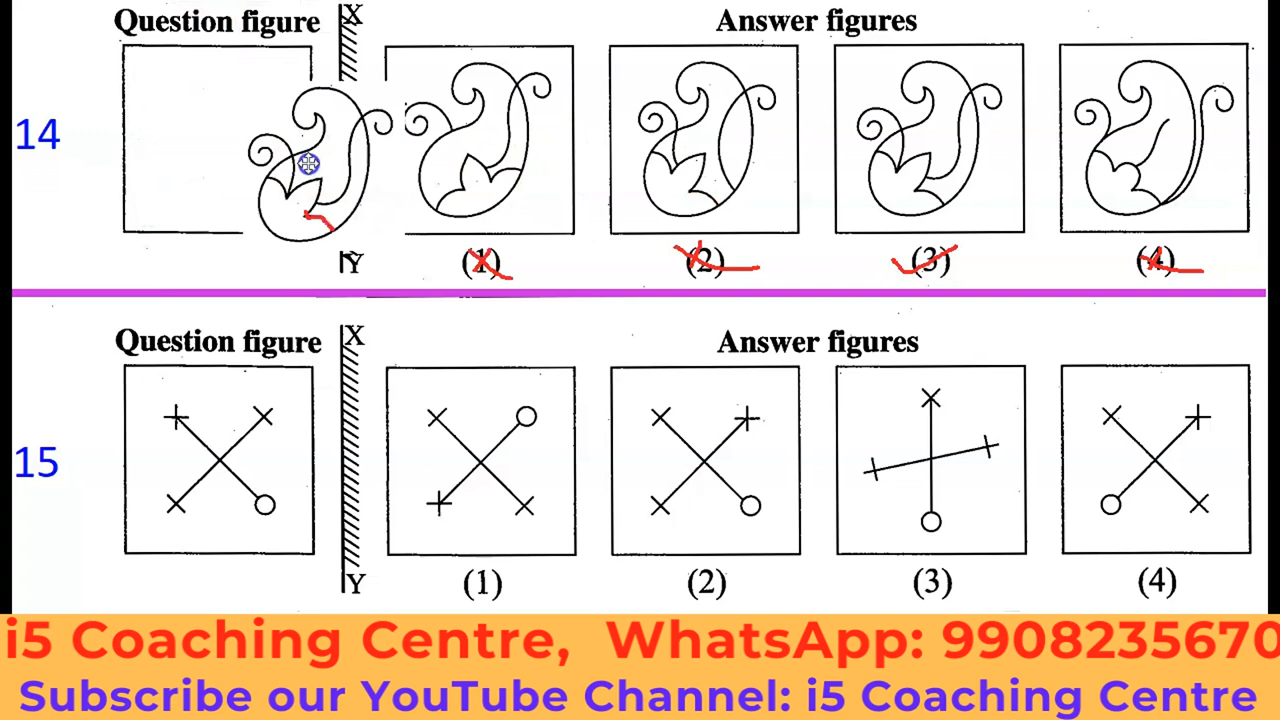 Question figure
X
Answer figures
14
Y
(1)
(2)
(3)
(4)
Question figure
X
Answer figures
15
Y
(1)
(2)
(3)
(4)
i5 Coaching Centre, WhatsApp: 9908235670
Subscribe our YouTube Channel: i5 Coaching Centre